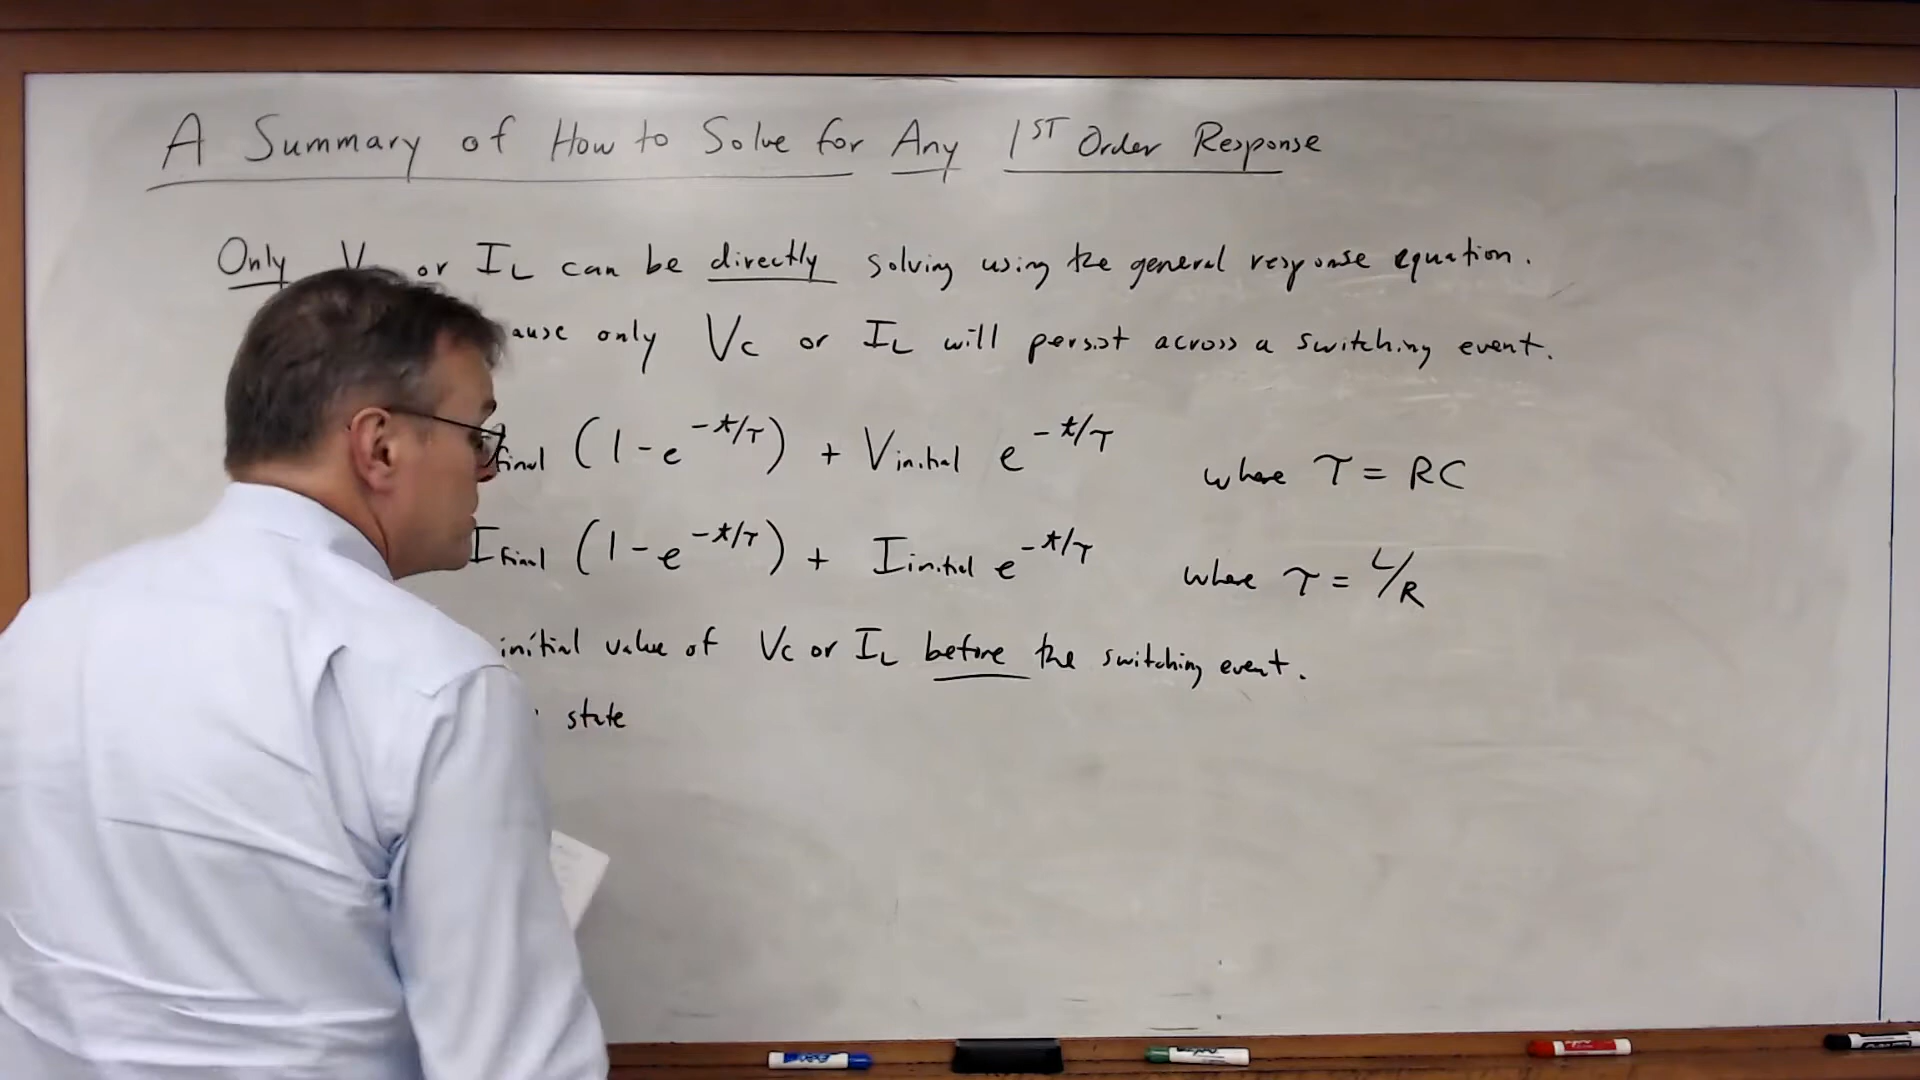 A Summary of How to Solve for Any 1ST Order Response
Only or IL can be directly solving using the general response equation.
only VC or IL will persist across a switching event.
final (1-e^-t/τ) + Vinitial e^-t/τ where τ = RC
Ifinal (1-e^-t/τ) + Iinitial e^-t/τ where τ = L/R
initial value of VC or IL before the switching event.
state